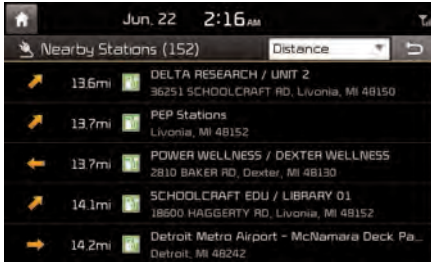 Jun. 22 2:16 AM
Nearby Stations (152) Distance
13.6mi DELTA RESEARCH / UNIT 2
36251 SCHOOLCRAFT RD, Livonia, MI 48150
13.7mi PEP Stations
Livonia, MI 48152
13.7mi POWER WELLNESS / DEXTER WELLNESS
2810 BAKER RD, Dexter, MI 48130
14.1mi SCHOOLCRAFT EDU / LIBRARY 01
18600 HAGGERTY RD, Livonia, MI 48152
14.2mi Detroit Metro Airport - McNamara Deck Pa...
Detroit, MI 48242